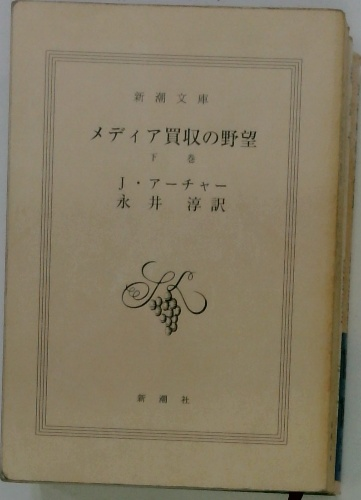 新潮文庫
メディア買収の野望
下巻
J・アーチャー
永井淳訳
新潮社